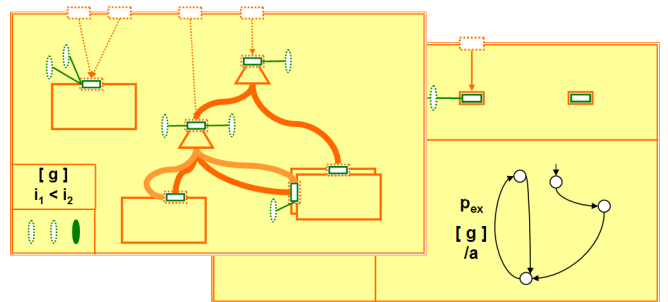 [ g ]
i₁ < i₂
pₑₓ
[ g ]
/a